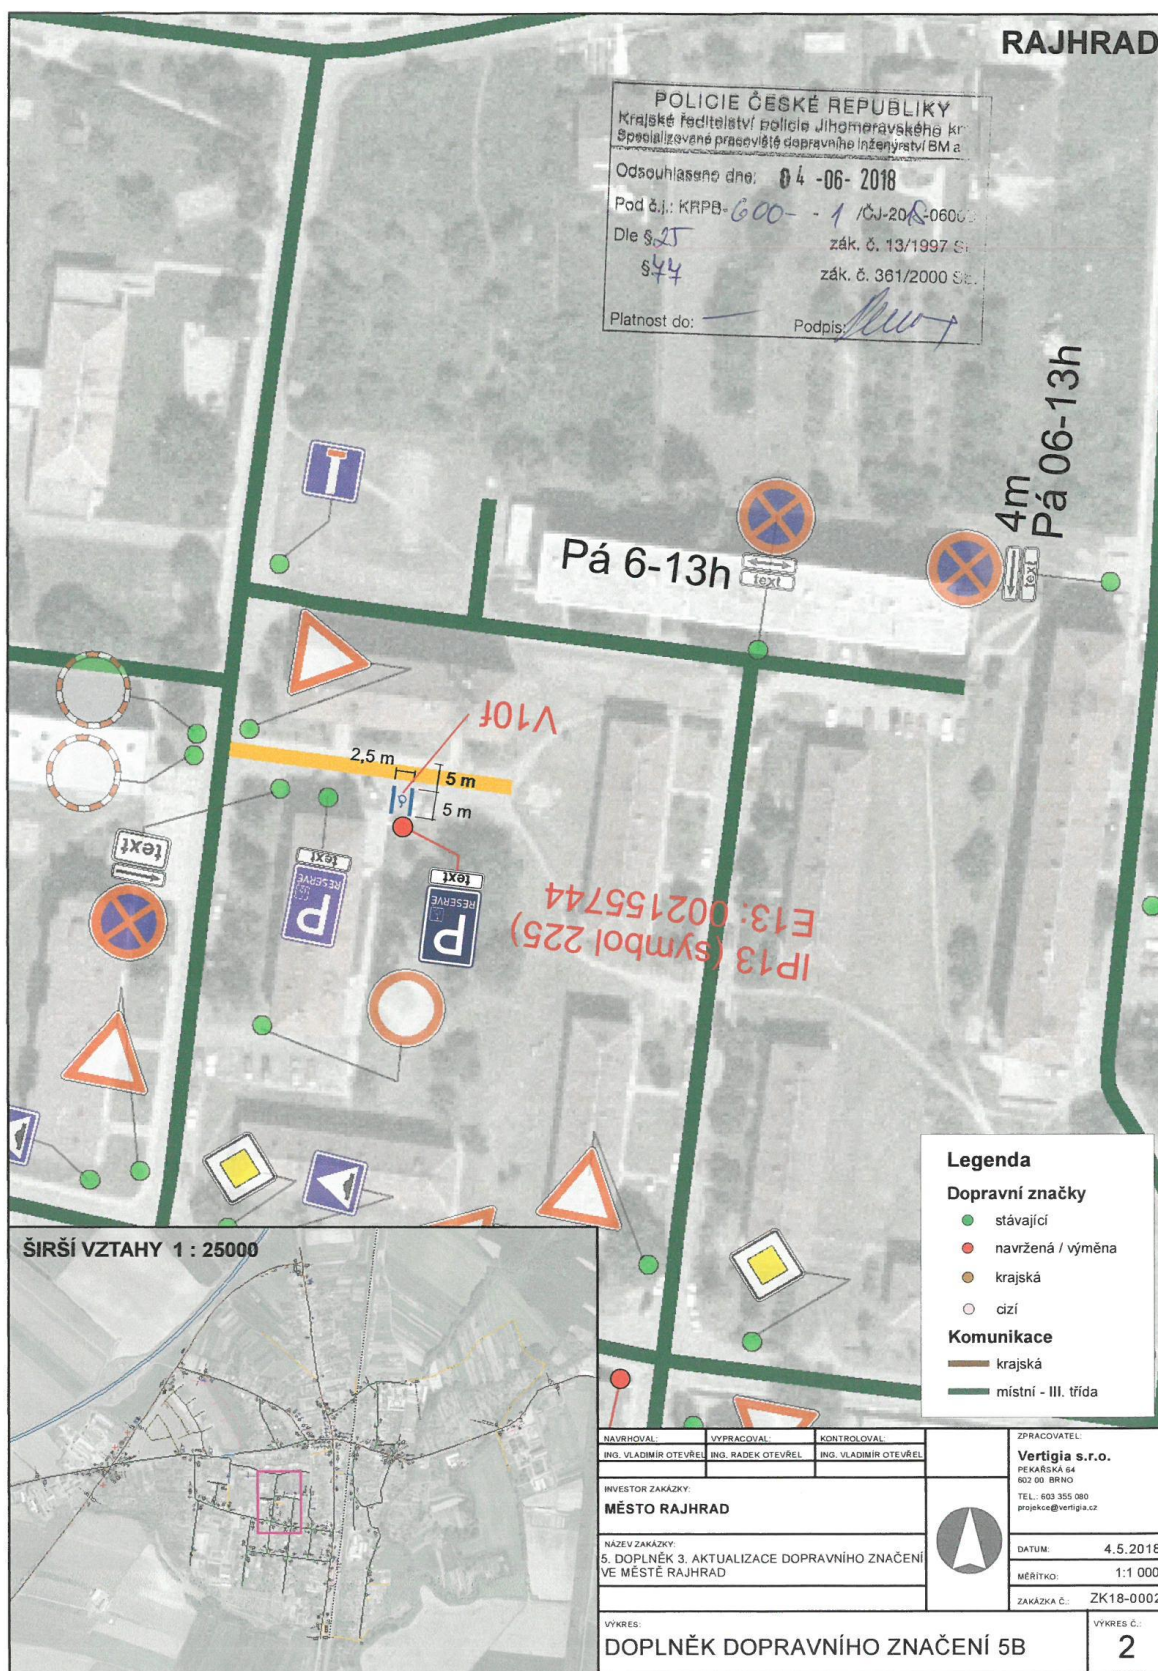 RAJHRAD
POLICIE ČESKÉ REPUBLIKY
Krajské ředitelství policie Jihomoravského kr
Specializované pracoviště dopravního inženýrství BM a
Odsouhlaseno dne: 04 -06- 2018
Pod č.j.: KRPB-600- - 1 /ČJ-2018-0600
Dle § 25 zák. č. 13/1997 Sb.
§ 77 zák. č. 361/2000 Sb.
Platnost do: — Podpis:
4m
Pá 06-13h
text
Pá 6-13h
text
V10f
2,5 m
5 m
5 m
text
text
RESERVE
P
text
RESERVE
P
E13: 002155744
IP13 (symbol 225)
Legenda
Dopravní značky
stávající
navržená / výměna
krajská
cizí
Komunikace
krajská
místní - III. třída
ŠIRŠÍ VZTAHY 1 : 25000
NAVRHOVAL: VYPRACOVAL: KONTROLOVAL:
ING. VLADIMÍR OTEVŘEL ING. RADEK OTEVŘEL ING. VLADIMÍR OTEVŘEL
INVESTOR ZAKÁZKY:
MĚSTO RAJHRAD
NÁZEV ZAKÁZKY:
5. DOPLNĚK 3. AKTUALIZACE DOPRAVNÍHO ZNAČENÍ
VE MĚSTĚ RAJHRAD
VÝKRES:
DOPLNĚK DOPRAVNÍHO ZNAČENÍ 5B
ZPRACOVATEL:
Vertigia s.r.o.
PEKAŘSKÁ 64
602 00 BRNO
TEL.: 603 355 080
projekce@vertigia.cz
DATUM: 4.5.2018
MĚŘÍTKO: 1:1 000
ZAKÁZKA Č.: ZK18-0002
VÝKRES Č.:
2